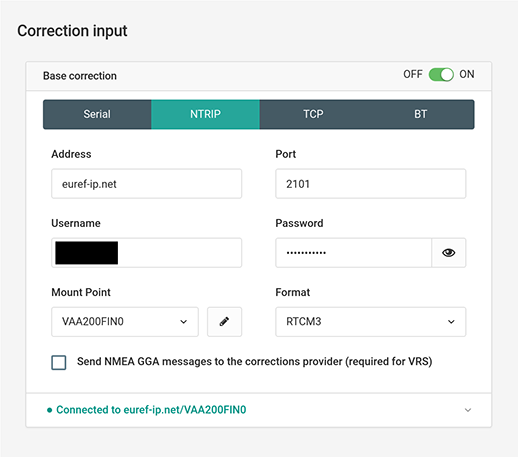 Correction input
Base correction OFF ON
Serial NTRIP TCP BT
Address Port
euref-ip.net 2101
Username Password
•••••••••••
Mount Point Format
VAA200FIN0 RTCM3
Send NMEA GGA messages to the corrections provider (required for VRS)
Connected to euref-ip.net/VAA200FIN0